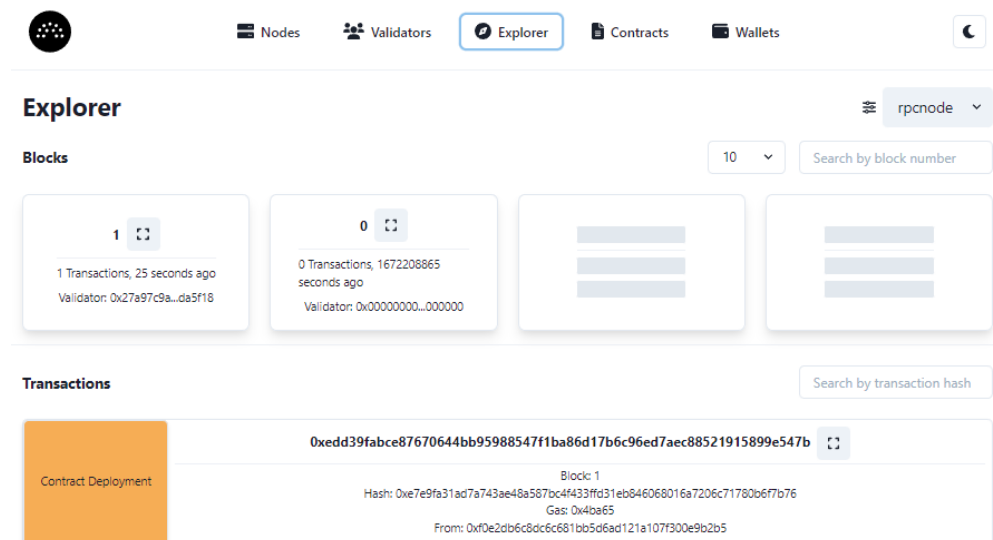 Nodes
Validators
Explorer
Contracts
Wallets
Explorer
rpcnode
Blocks
10
Search by block number
1
1 Transactions, 25 seconds ago
Validator: 0x27a97c9a...da5f18
0
0 Transactions, 1672208865
seconds ago
Validator: 0x00000000...000000
Transactions
Search by transaction hash
Contract Deployment
0xedd39fabce87670644bb95988547f1ba86d17b6c96ed7aec88521915899e547b
Block: 1
Hash: 0xe7e9fa31ad7a743ae48a587bc4f433ffd31eb846068016a7206c71780b6f7b76
Gas: 0x4ba65
From: 0xf0e2db6c8dc6c681bb5d6ad121a107f300e9b2b5